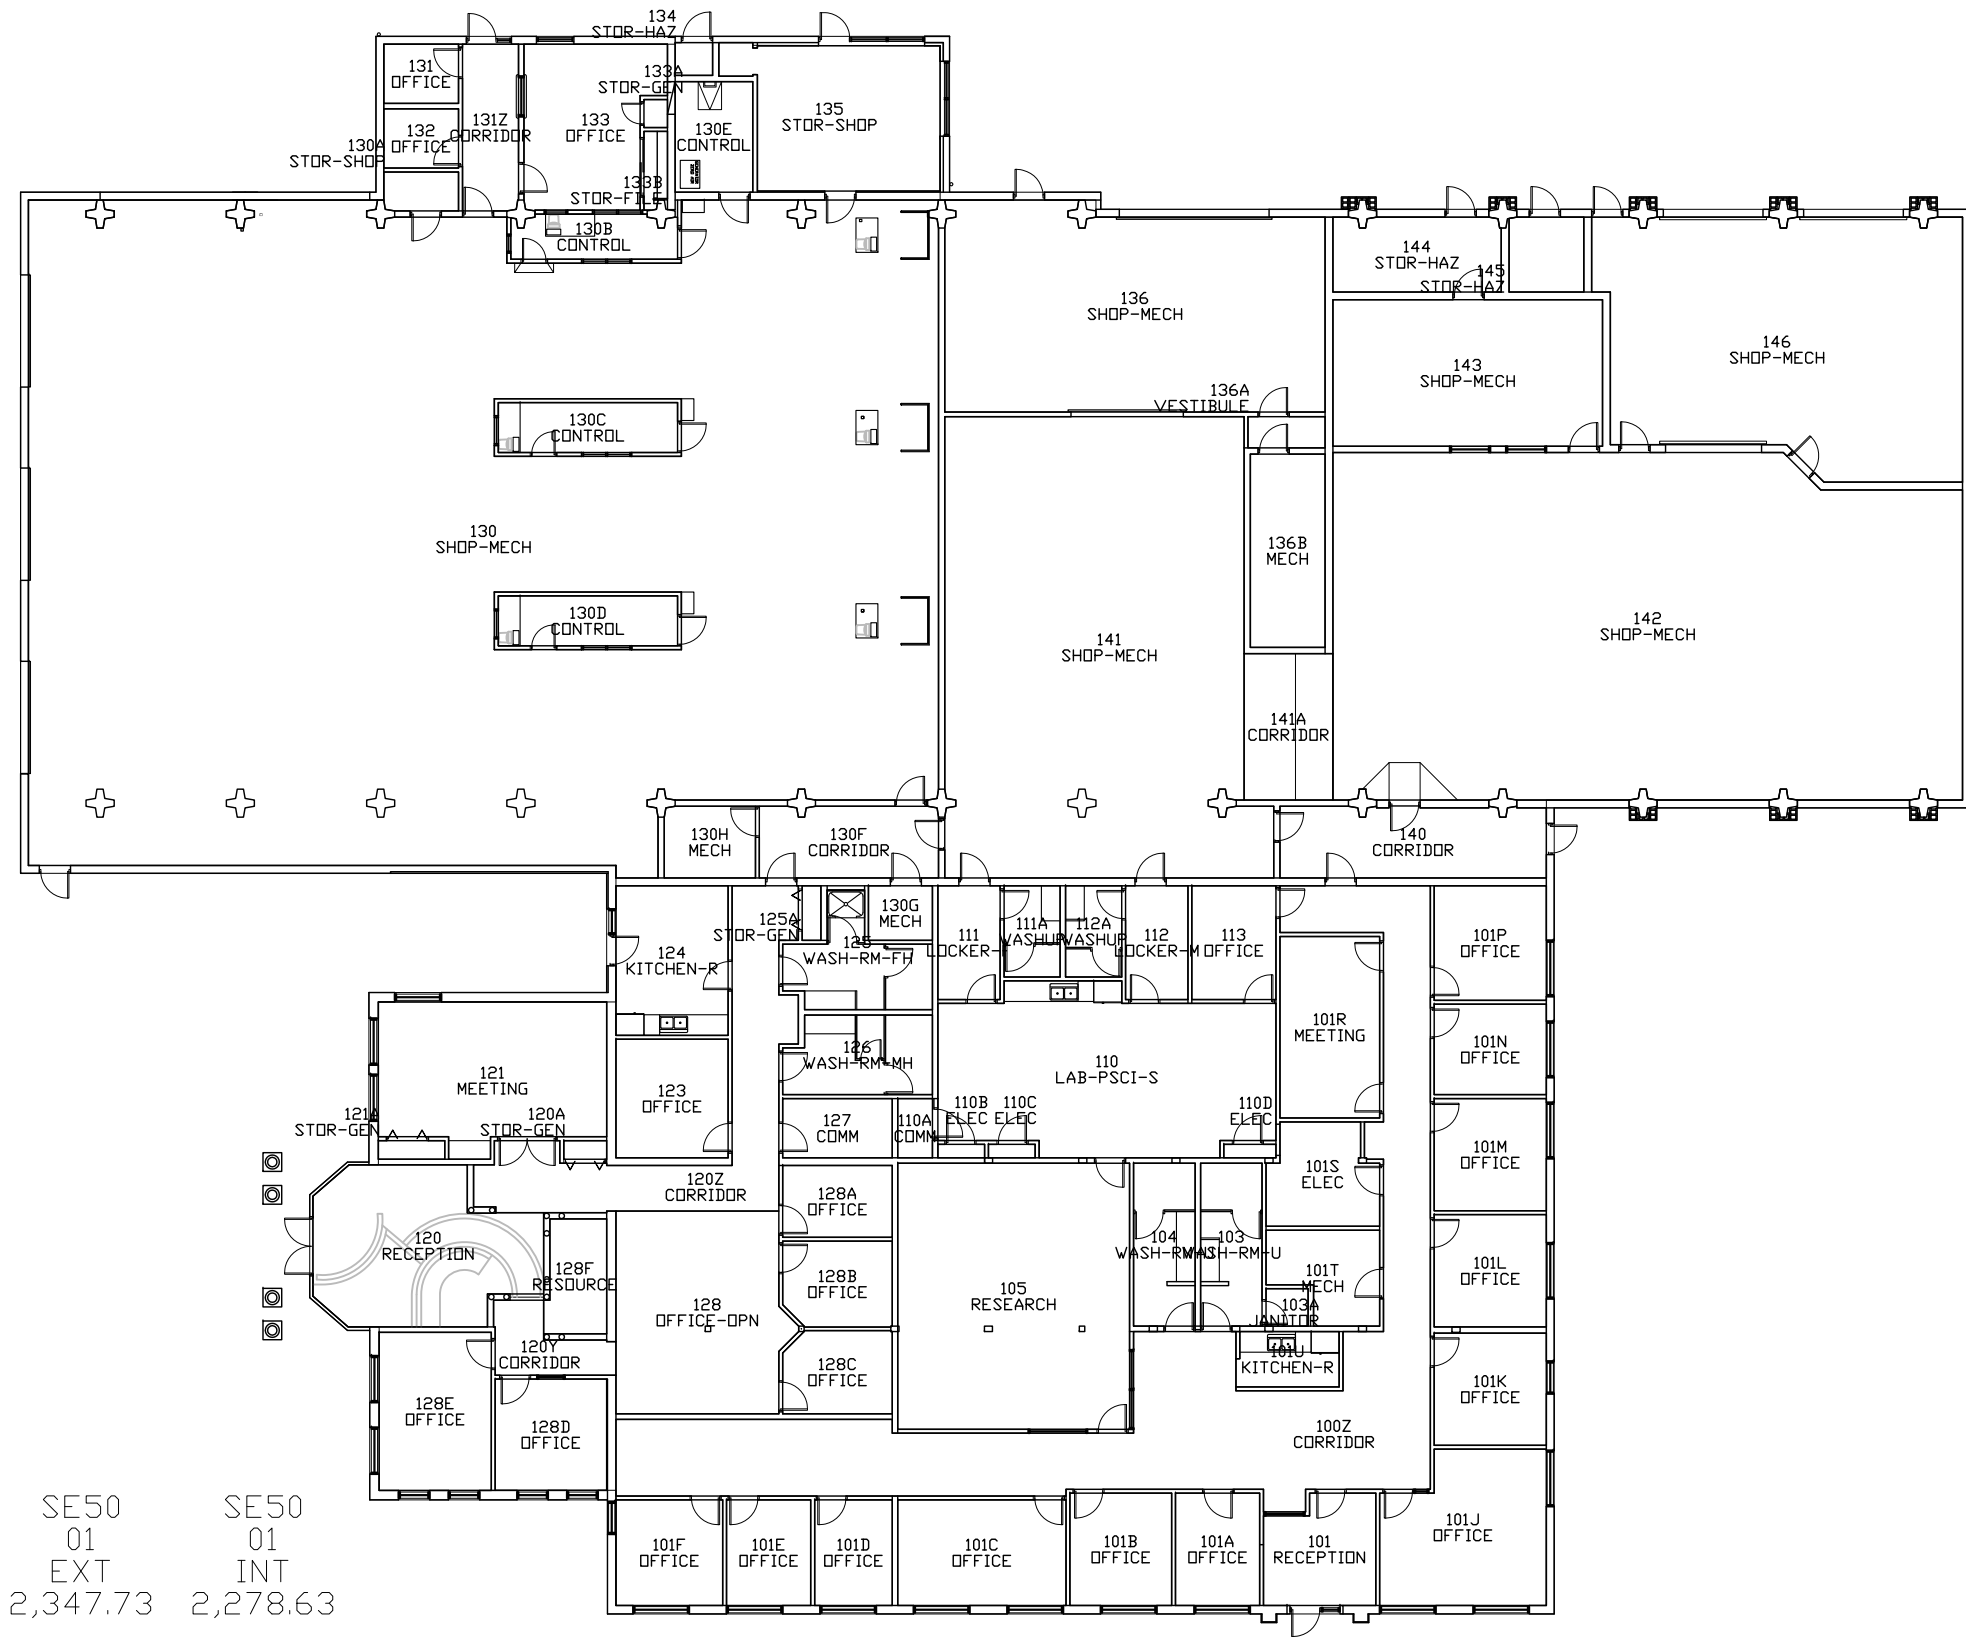 134
STOR-HAZ
131
OFFICE
133A
STOR-GEN
132
OFFICE
131Z
CORRIDOR
133
OFFICE
130E
CONTROL
135
STOR-SHOP
130A
STOR-SHOP
133B
STOR-FILE
130B
CONTROL
144
STOR-HAZ
145
STOR-HAZ
136
SHOP-MECH
146
SHOP-MECH
143
SHOP-MECH
136A
VESTIBULE
130C
CONTROL
130
SHOP-MECH
136B
MECH
130D
CONTROL
141
SHOP-MECH
142
SHOP-MECH
141A
CORRIDOR
130H
MECH
130F
CORRIDOR
140
CORRIDOR
125A
STOR-GEN
130G
MECH
111
LOCKER-F
111A
WASHUP
112A
WASHUP
112
LOCKER-M
113
OFFICE
101P
OFFICE
124
KITCHEN-R
125
WASH-RM-FH
101R
MEETING
101N
OFFICE
126
WASH-RM-MH
110
LAB-PSCI-S
121
MEETING
123
OFFICE
121A
STOR-GEN
120A
STOR-GEN
127
COMM
110A
COMM
110B
ELEC
110C
ELEC
110D
ELEC
101M
OFFICE
101S
ELEC
120Z
CORRIDOR
128A
OFFICE
120
RECEPTION
104
WASH-RM-U
103
WASH-RM-U
101L
OFFICE
128F
RESOURCE
128B
OFFICE
101T
MECH
128
OFFICE-OPN
105
RESEARCH
103A
JANITOR
120Y
CORRIDOR
128C
OFFICE
101U
KITCHEN-R
101K
OFFICE
128E
OFFICE
128D
OFFICE
100Z
CORRIDOR
101J
OFFICE
101F
OFFICE
101E
OFFICE
101D
OFFICE
101C
OFFICE
101B
OFFICE
101A
OFFICE
101
RECEPTION
SE50
01
EXT
2,347.73
SE50
01
INT
2,278.63